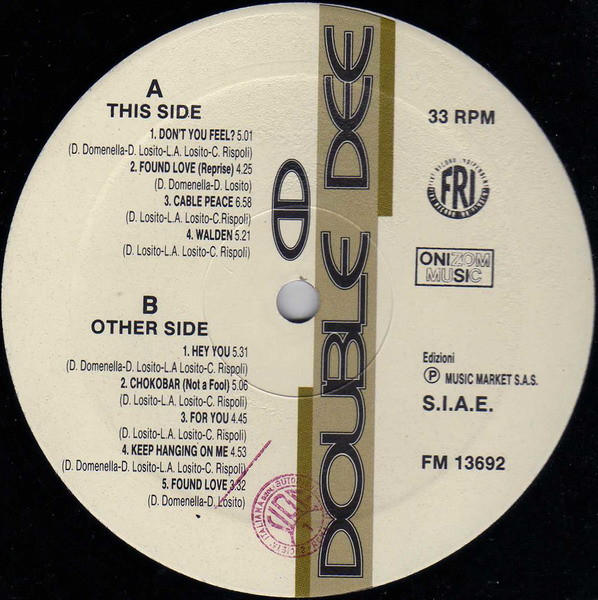 A
THIS SIDE
1. DON'T YOU FEEL? 5.01
(D. Domenella-D. Losito-L.A. Losito-C. Rispoli)
2. FOUND LOVE (Reprise) 4.25
(D. Domenella-D. Losito)
3. CABLE PEACE 6.58
(D. Losito-L.A. Losito-C.Rispoli)
4. WALDEN 5.21
(D. Losito-L.A. Losito-C. Rispoli)
B
OTHER SIDE
1. HEY YOU 5.31
(D. Domenella-D. Losito-L.A Losito-C. Rispoli)
2. CHOKOBAR (Not a Fool) 5.06
(D. Losito-L.A. Losito-C. Rispoli)
3. FOR YOU 4.45
(D. Losito-L.A. Losito-C. Rispoli)
4. KEEP HANGING ON ME 4.53
(D. Domenella-D. Losito-L.A. Losito-C. Rispoli)
5. FOUND LOVE 3.32
(D. Domenella-D. Losito)
DOUBLE DEE
33 RPM
FRI
ONIZOM
MUSIC
Edizioni
Ⓟ MUSIC MARKET S.A.S.
S.I.A.E.
FM 13692